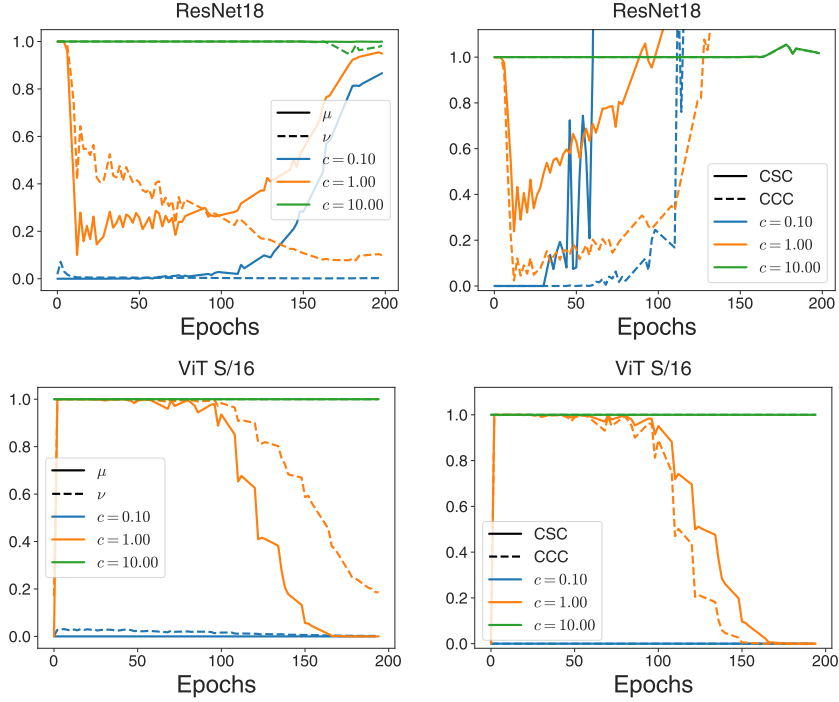 ResNet18
1.0
0.8
0.6
0.4
0.2
0.0
0
50
100
150
200
Epochs
μ
ν
c = 0.10
c = 1.00
c = 10.00
ResNet18
1.0
0.8
0.6
0.4
0.2
0.0
0
50
100
150
200
Epochs
CSC
CCC
c = 0.10
c = 1.00
c = 10.00
ViT S/16
1.0
0.8
0.6
0.4
0.2
0.0
0
50
100
150
200
Epochs
μ
ν
c = 0.10
c = 1.00
c = 10.00
ViT S/16
1.0
0.8
0.6
0.4
0.2
0.0
0
50
100
150
200
Epochs
CSC
CCC
c = 0.10
c = 1.00
c = 10.00